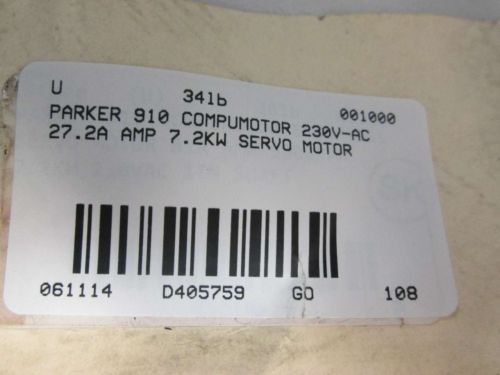 U 341b 001000
PARKER 910 COMPUMOTOR 230V-AC
27.2A AMP 7.2KW SERVO MOTOR
061114 D405759 GO 108